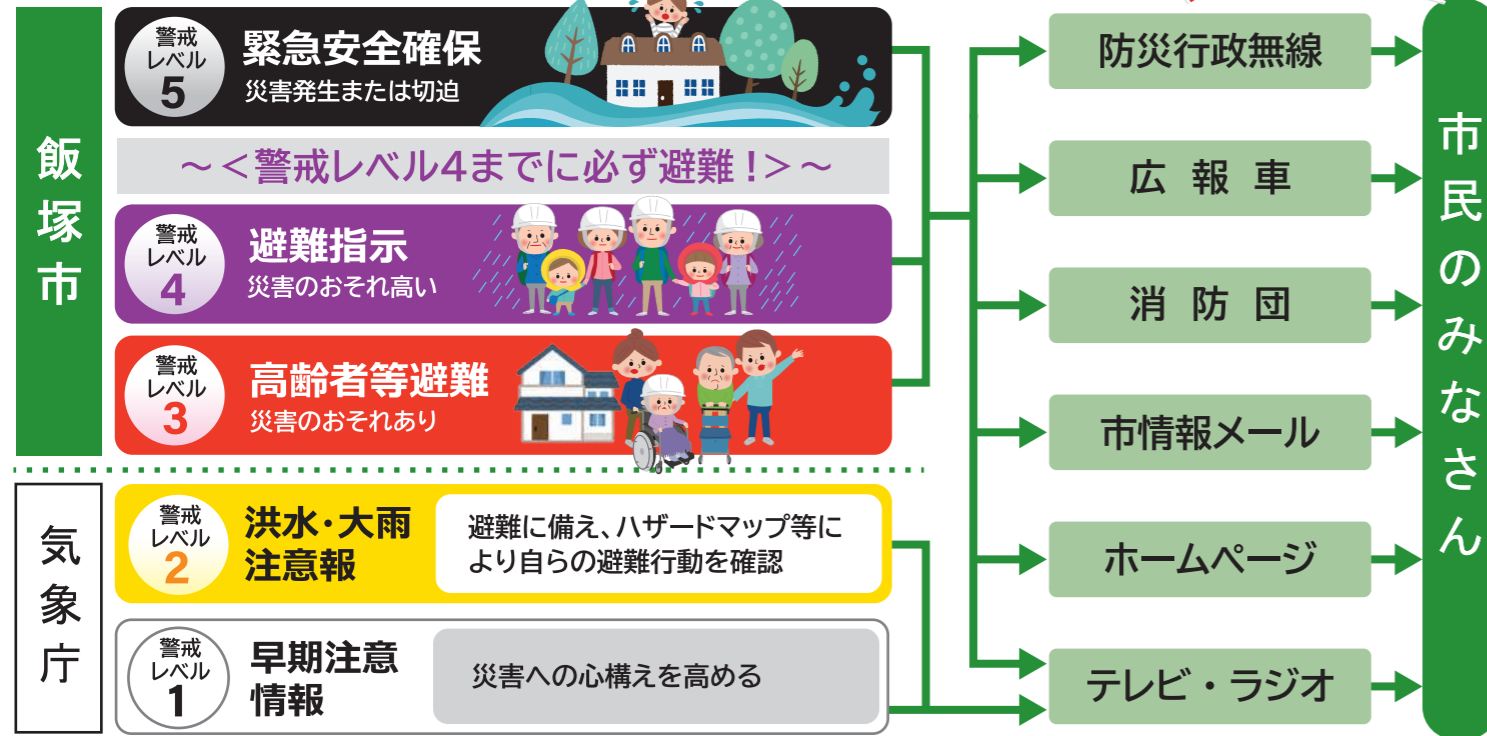 飯塚市
警戒
レベル
5
緊急安全確保
災害発生または切迫
～＜警戒レベル4までに必ず避難！＞～
警戒
レベル
4
避難指示
災害のおそれ高い
警戒
レベル
3
高齢者等避難
災害のおそれあり
気象庁
警戒
レベル
2
洪水・大雨
注意報
避難に備え、ハザードマップ等に
より自らの避難行動を確認
警戒
レベル
1
早期注意
情報
災害への心構えを高める
防災行政無線
広報車
消防団
市情報メール
ホームページ
テレビ・ラジオ
市民のみなさん